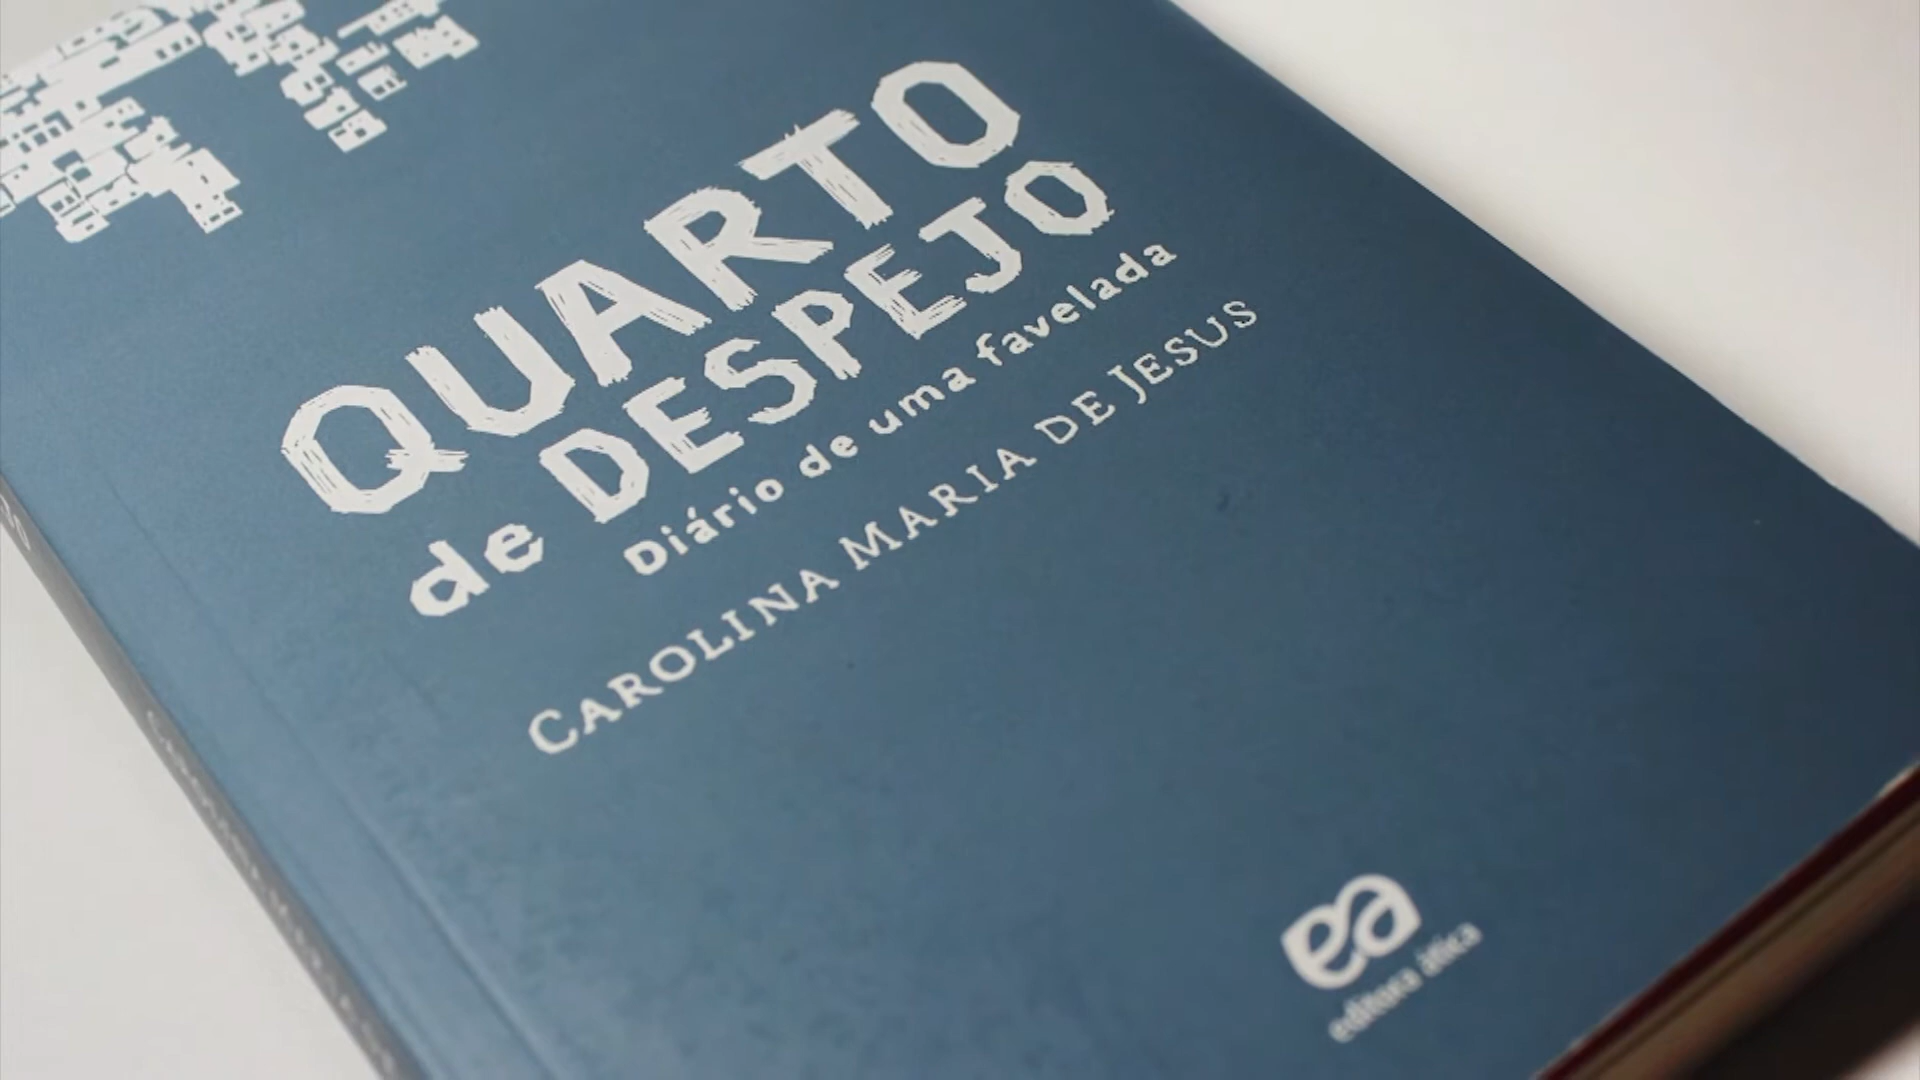 QUARTO
de DESPEJO
Diário de uma favelada
CAROLINA MARIA DE JESUS
ea
editora ática